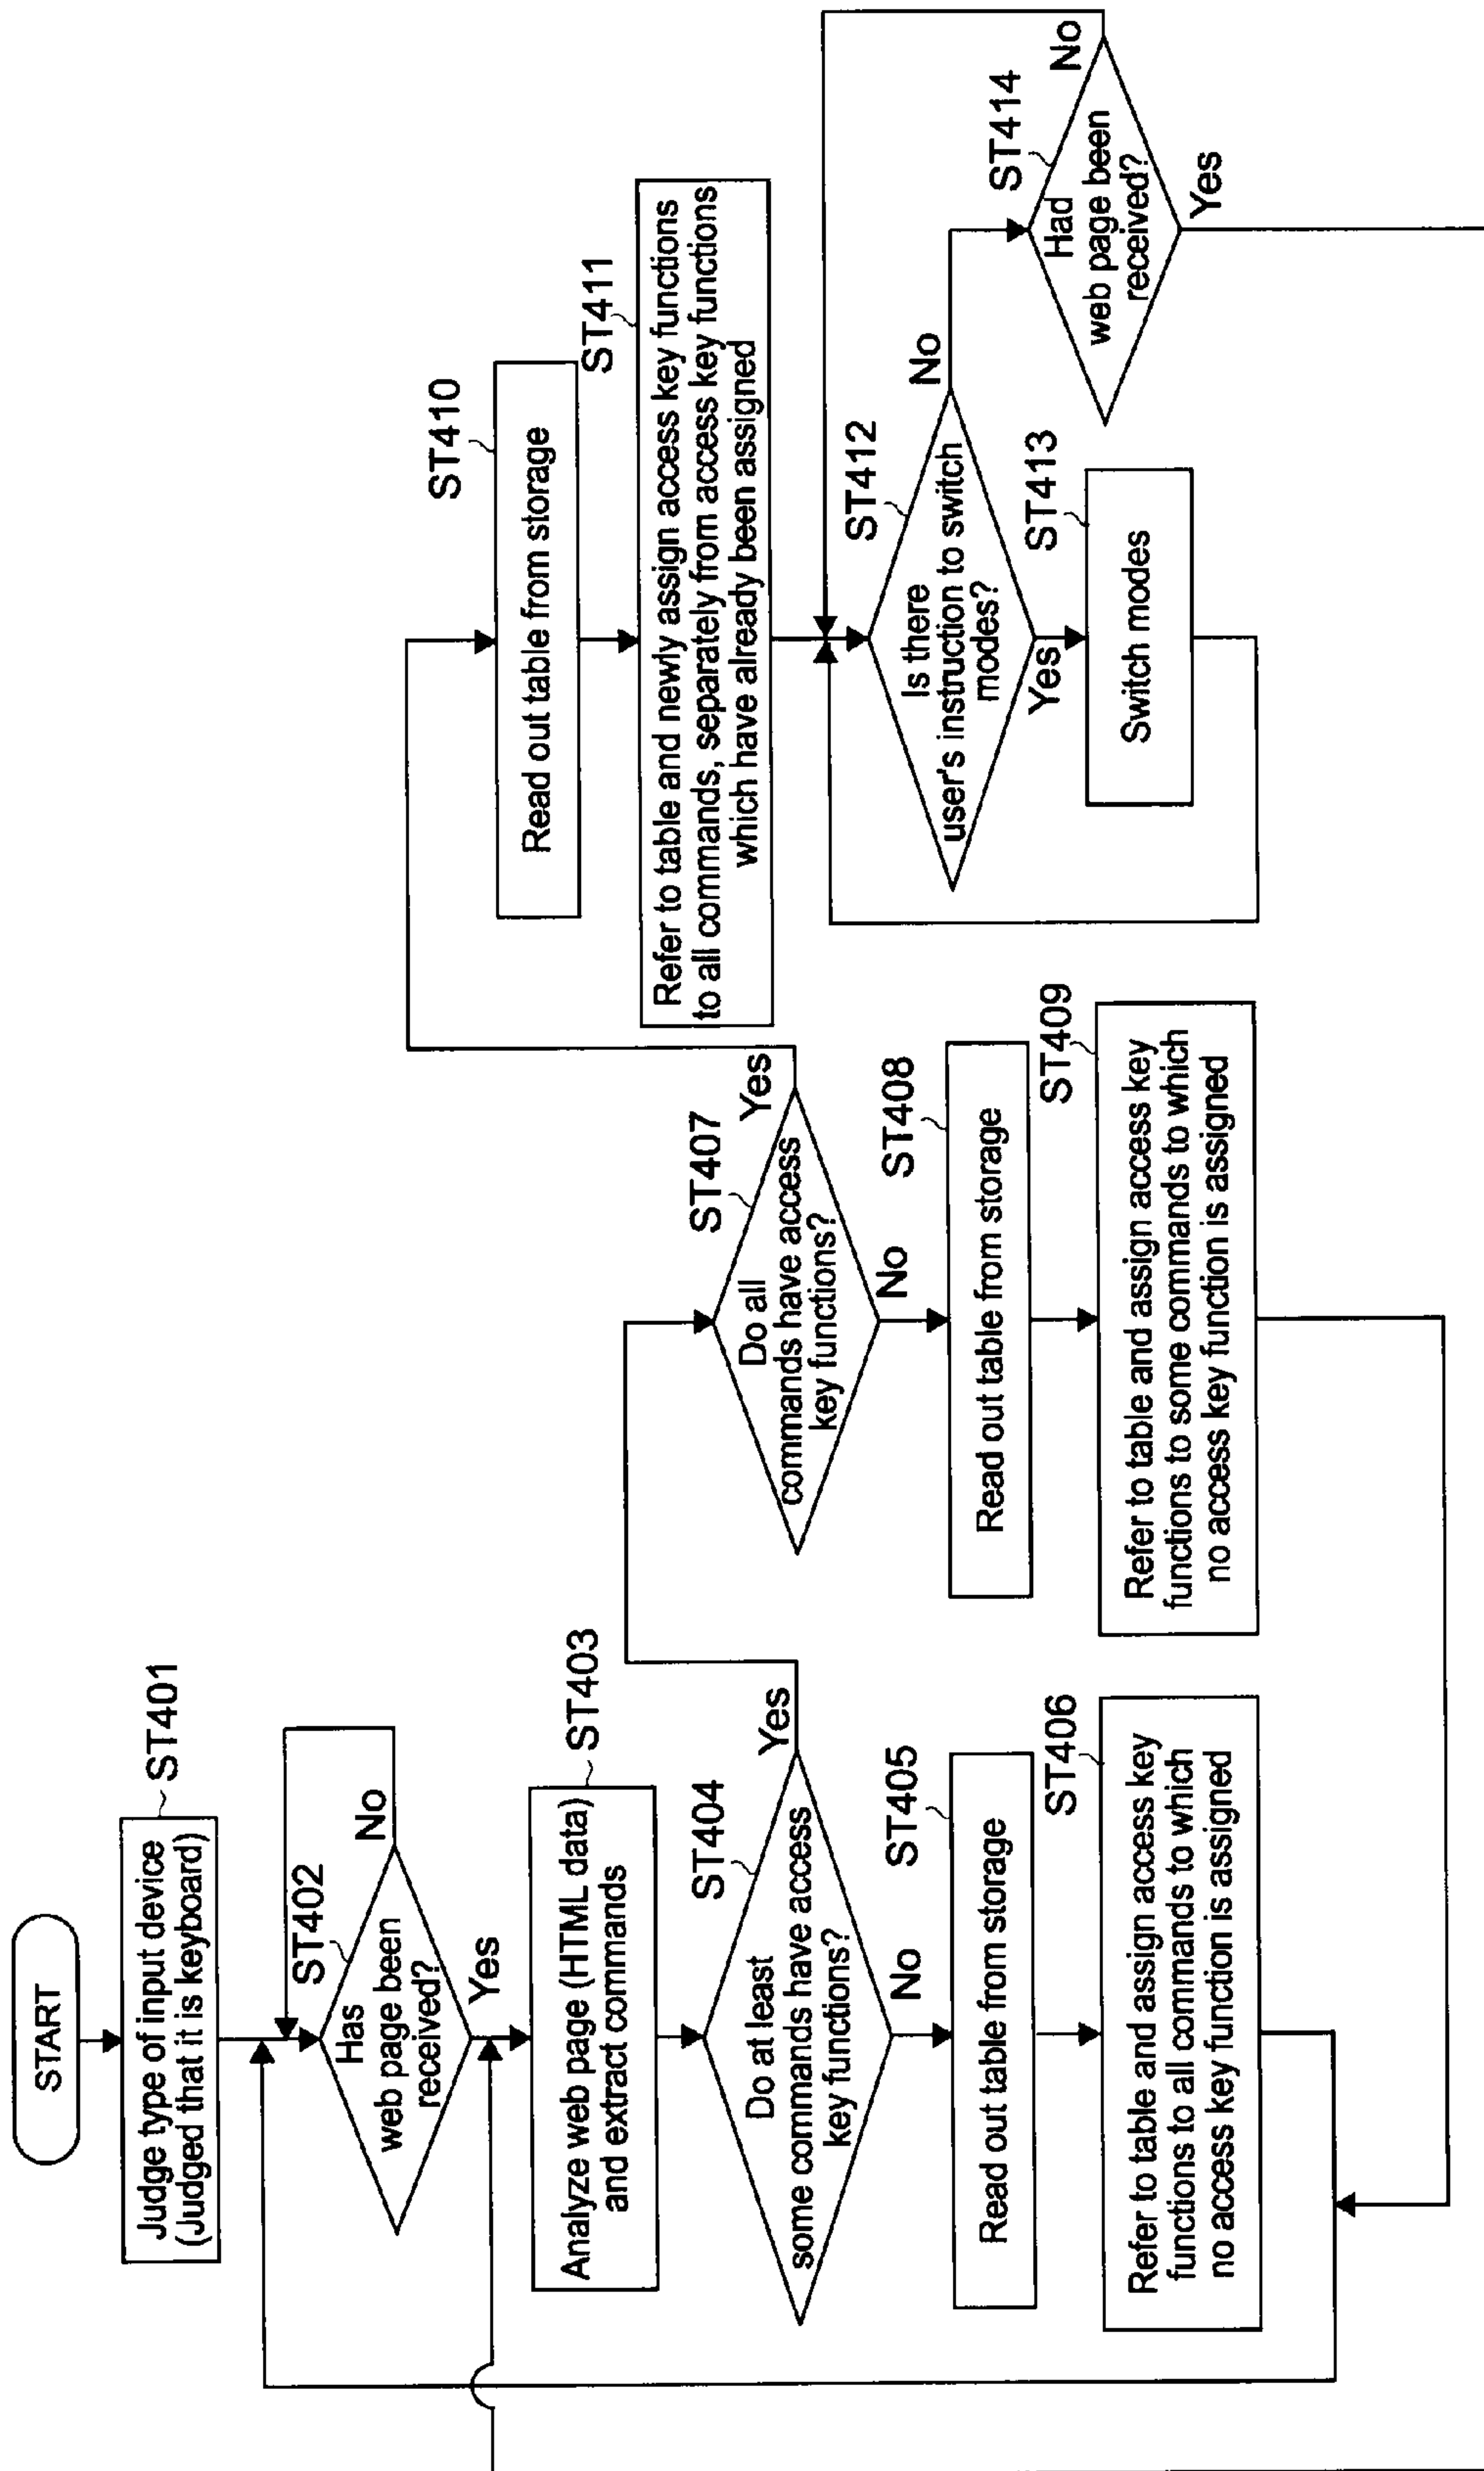 START
Judge type of input device
(Judged that it is keyboard)
ST401
Has
web page been
received?
ST402
No
Yes
Analyze web page (HTML data)
and extract commands
ST403
Do at least
some commands have access
key functions?
ST404
Yes
No
Read out table from storage
ST405
Refer to table and assign access key
functions to all commands to which
no access key function is assigned
ST406
Do all
commands have access
key functions?
ST407
Yes
No
Read out table from storage
ST408
Refer to table and assign access key
functions to some commands to which
no access key function is assigned
ST409
Read out table from storage
ST410
Refer to table and newly assign access key functions
to all commands, separately from access key functions
which have already been assigned
ST411
Is there
user's instruction to switch
modes?
ST412
No
Yes
Switch modes
ST413
Had
web page been
received?
ST414
No
Yes